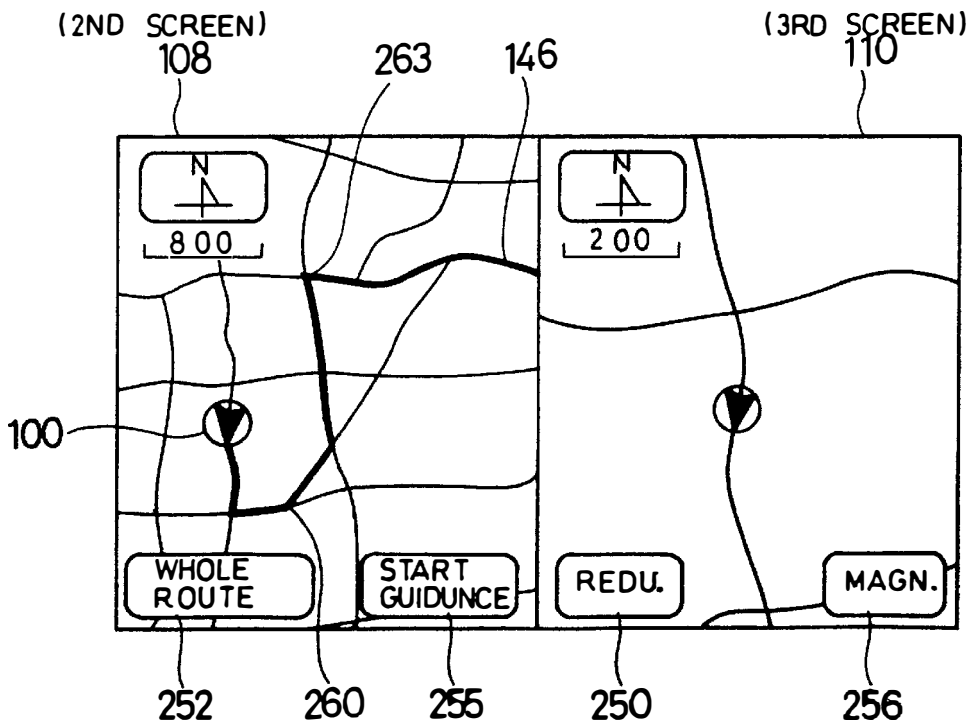 (2ND SCREEN)
(3RD SCREEN)
108
263
146
110
N
N
800
200
100
WHOLE
ROUTE
START
GUIDUNCE
REDU.
MAGN.
252
260
255
250
256